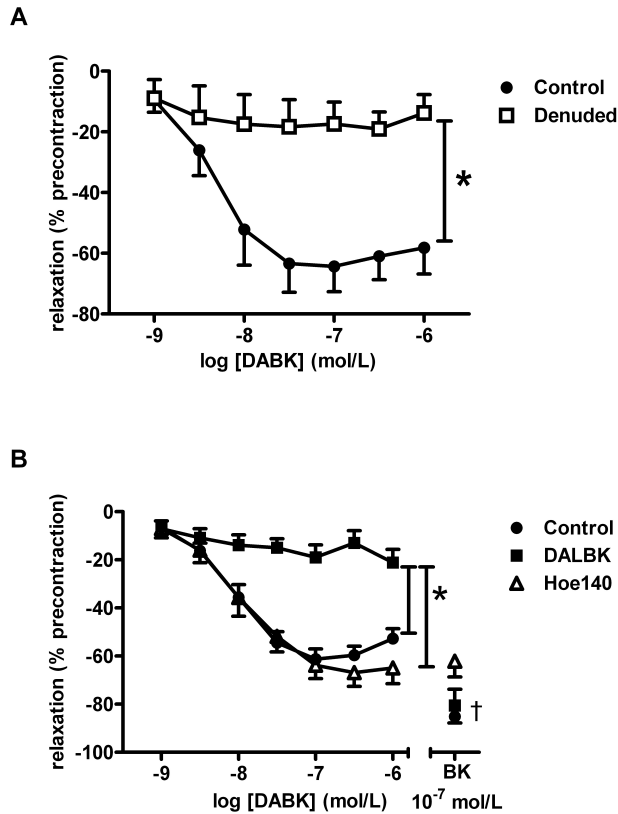 A
0
-20
-40
-60
-80
relaxation (% precontraction)
-9
-8
-7
-6
log [DABK] (mol/L)
*
Control
Denuded
B
0
-20
-40
-60
-80
-100
relaxation (% precontraction)
-9
-8
-7
-6
log [DABK] (mol/L)
BK
10⁻⁷ mol/L
*
†
Control
DALBK
Hoe140